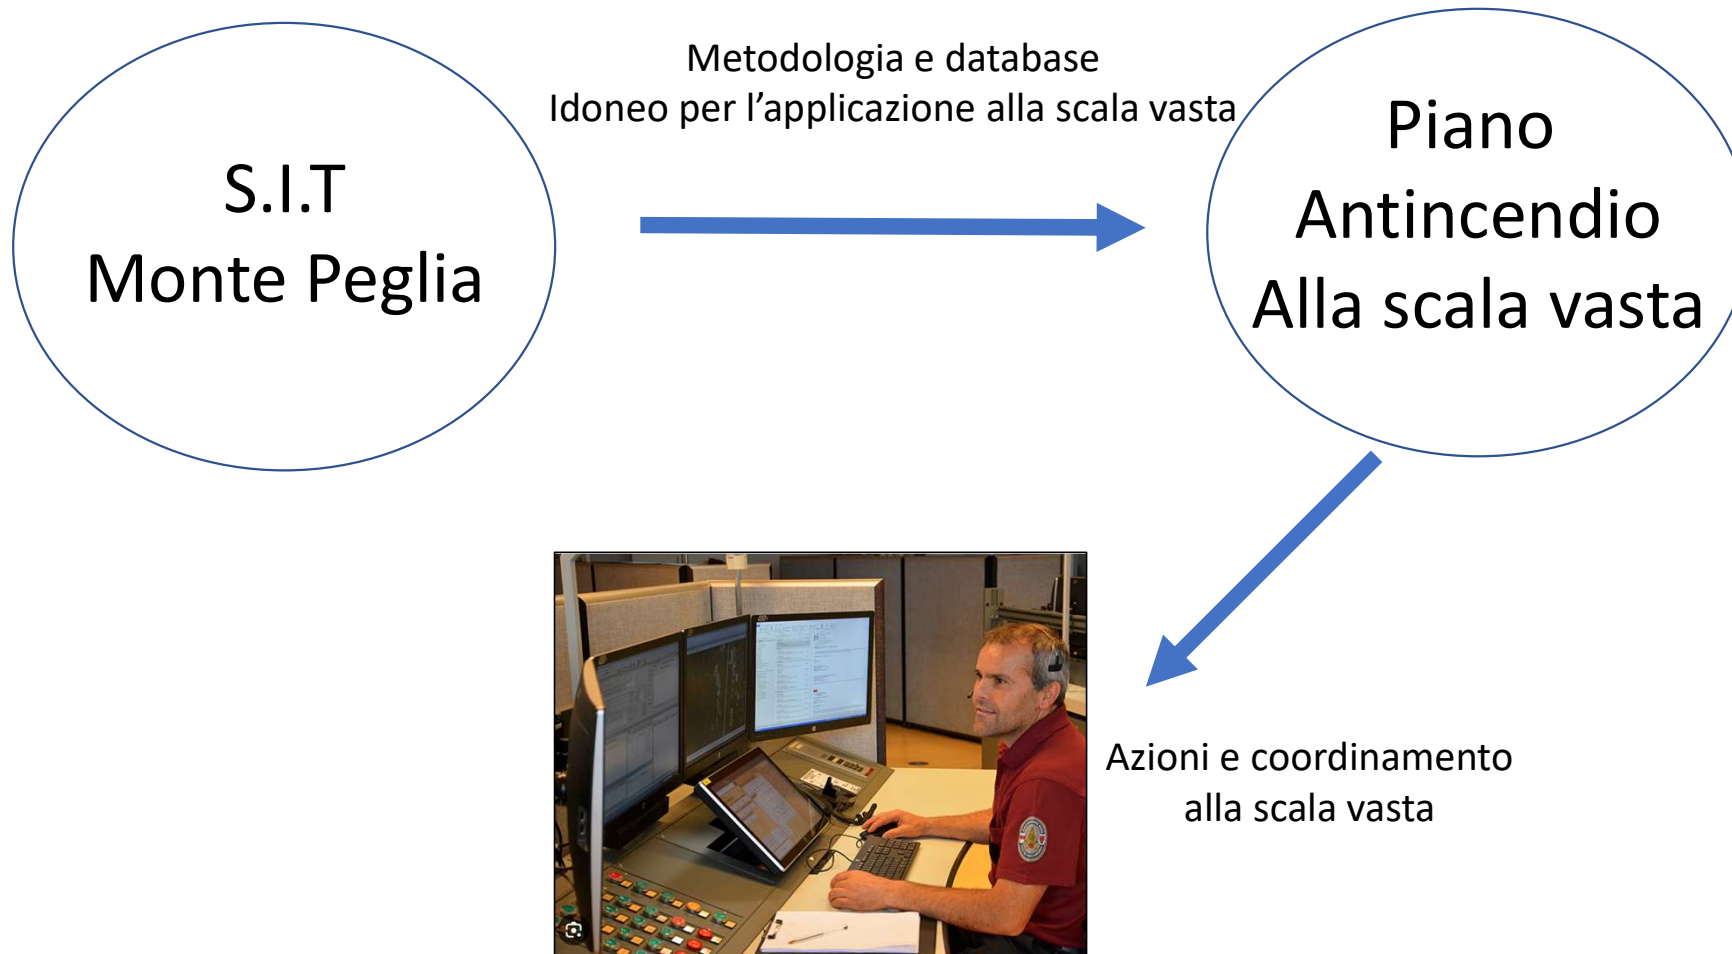 Metodologia e database
Idoneo per l’applicazione alla scala vasta
S.I.T
Monte Peglia
Piano
Antincendio
Alla scala vasta
Azioni e coordinamento
alla scala vasta